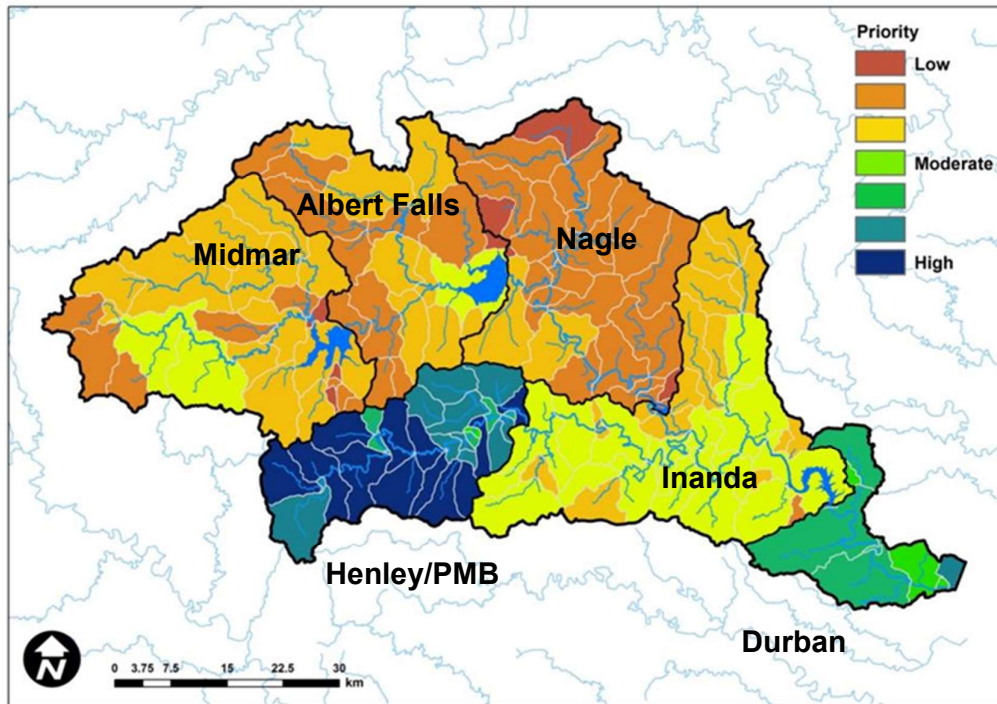 Priority
Low
Moderate
High
Albert Falls
Midmar
Nagle
Inanda
Henley/PMB
Durban
N
0 3.75 7.5 15 22.5 30
km